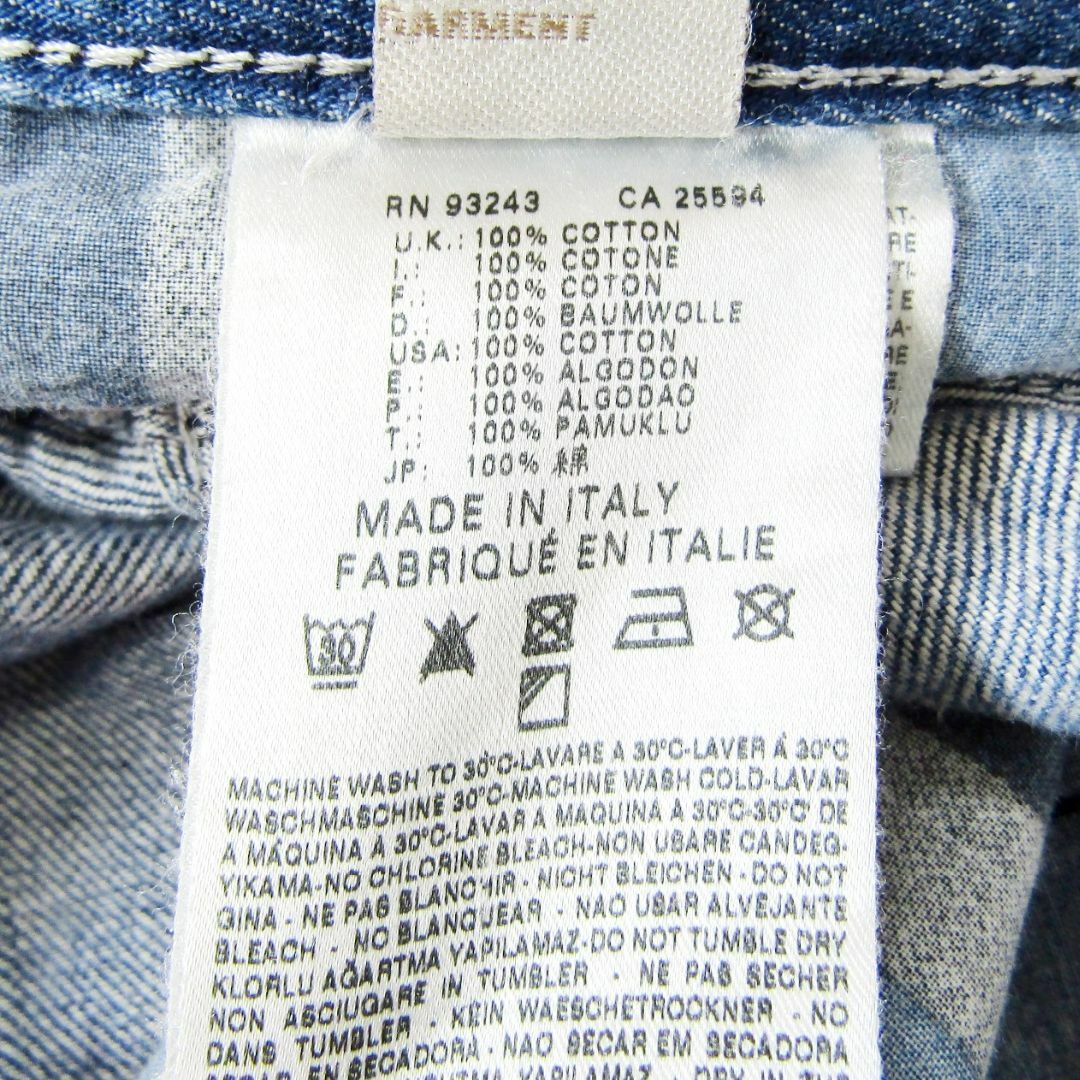 GARMENT
RN 93243 CA 25594
U.K.: 100% COTTON
I.: 100% COTONE
F.: 100% COTON
D.: 100% BAUMWOLLE
USA: 100% COTTON
E.: 100% ALGODON
P.: 100% ALGODAO
T.: 100% PAMUKLU
JP: 100% 綿
MADE IN ITALY
FABRIQUÉ EN ITALIE
30
MACHINE WASH TO 30°C-LAVARE A 30°C-LAVER Á 30°C
WASCHMASCHINE 30°C-MACHINE WASH COLD-LAVAR
A MÁQUINA A 30°C-LAVAR A MAQUINA A 30°C-30°C' DE
YIKAMA-NO CHLORINE BLEACH-NON USARE CANDEG-
GINA - NE PAS BLANCHIR - NICHT BLEICHEN - DO NOT
BLEACH - NO BLANQUEAR - NAO USAR ALVEJANTE
KLORLU AĞARTMA YAPILAMAZ-DO NOT TUMBLE DRY
NON ASCIUGARE IN TUMBLER - NE PAS SECHER
DANS TUMBLER - KEIN WAESCHETROCKNER - NO
SECAR EN SECADORA - NAO SECAR EM SECADORA
AT-
RE
TI-
E E
A-
RE
E